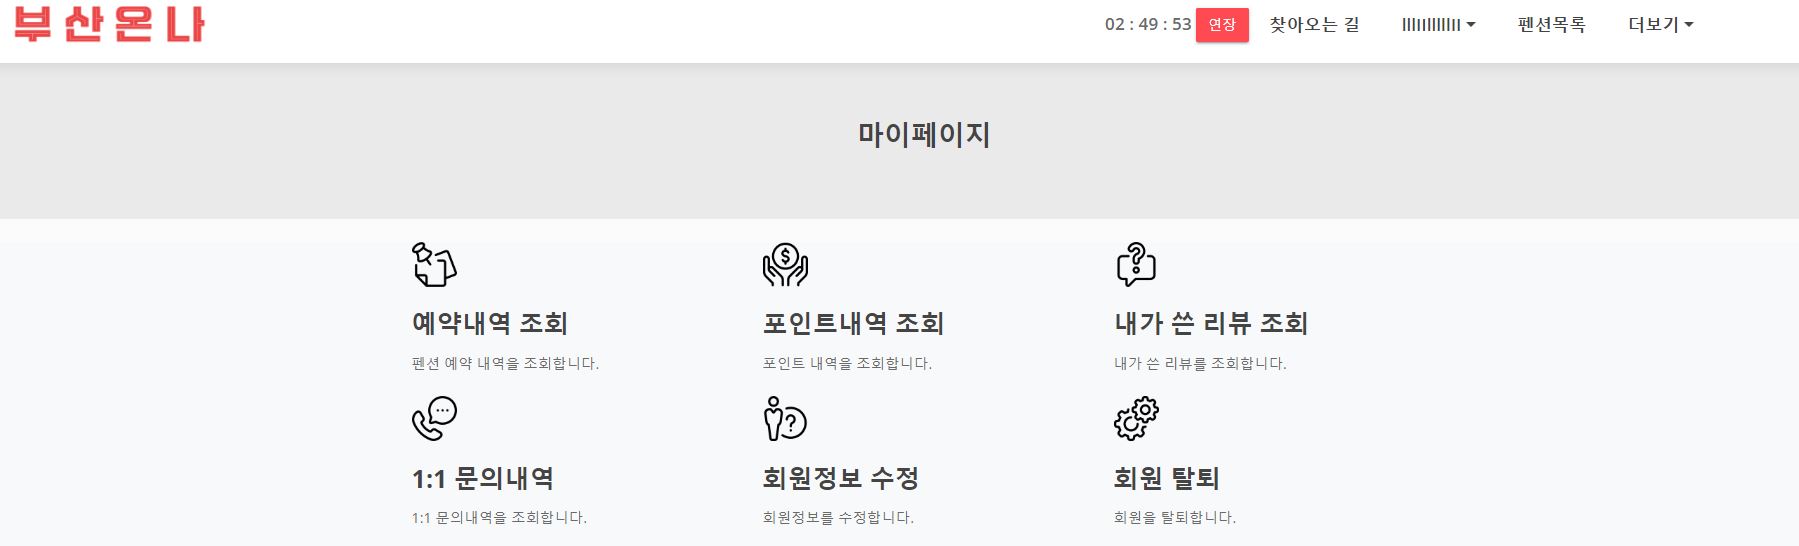 부산온나
02 : 49 : 53 연장 찾아오는 길 펜션목록 더보기
마이페이지
예약내역 조회 포인트내역 조회 내가 쓴 리뷰 조회
펜션 예약 내역을 조회합니다. 포인트 내역을 조회합니다. 내가 쓴 리뷰를 조회합니다.
1:1 문의내역 회원정보 수정 회원 탈퇴
1:1 문의내역을 조회합니다. 회원정보를 수정합니다. 회원을 탈퇴합니다.